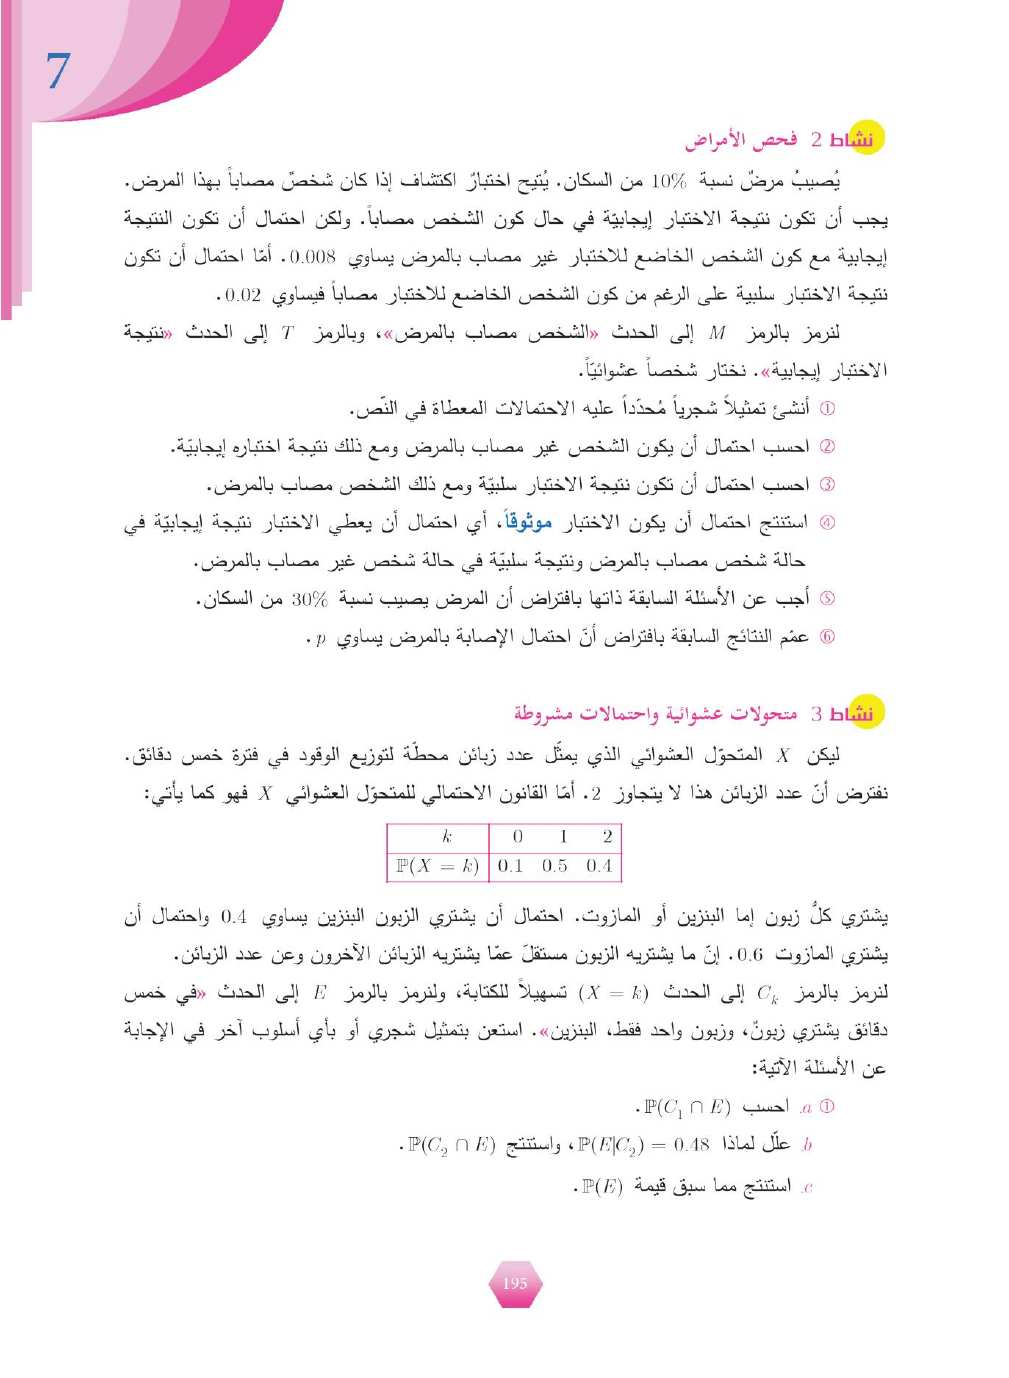 7
نشاط 2 فحص الأمراض
يُصيبُ مرضٌ نسبة 10% من السكان. يُتيح اختبارٌ اكتشاف إذا كان شخصٌ مصاباً بهذا المرض.
يجب أن تكون نتيجة الاختبار إيجابيّة في حال كون الشخص مصاباً. ولكن احتمال أن تكون النتيجة
إيجابية مع كون الشخص الخاضع للاختبار غير مصاب بالمرض يساوي 0.008. أمّا احتمال أن تكون
نتيجة الاختبار سلبية على الرغم من كون الشخص الخاضع للاختبار مصاباً فيساوي 0.02.
لنرمز بالرمز M إلى الحدث «الشخص مصاب بالمرض»، وبالرمز T إلى الحدث «نتيجة
الاختبار إيجابية». نختار شخصاً عشوائيّاً.
① أنشئ تمثيلاً شجرياً مُحدّداً عليه الاحتمالات المعطاة في النّص.
② احسب احتمال أن يكون الشخص غير مصاب بالمرض ومع ذلك نتيجة اختباره إيجابيّة.
③ احسب احتمال أن تكون نتيجة الاختبار سلبيّة ومع ذلك الشخص مصاب بالمرض.
④ استنتج احتمال أن يكون الاختبار موثوقاً، أي احتمال أن يعطي الاختبار نتيجة إيجابيّة في
حالة شخص مصاب بالمرض ونتيجة سلبيّة في حالة شخص غير مصاب بالمرض.
⑤ أجب عن الأسئلة السابقة ذاتها بافتراض أن المرض يصيب نسبة 30% من السكان.
⑥ عمّم النتائج السابقة بافتراض أنّ احتمال الإصابة بالمرض يساوي p.
نشاط 3 متحولات عشوائية واحتمالات مشروطة
ليكن X المتحوّل العشوائي الذي يمثّل عدد زبائن محطّة لتوزيع الوقود في فترة خمس دقائق.
نفترض أنّ عدد الزبائن هذا لا يتجاوز 2. أمّا القانون الاحتمالي للمتحوّل العشوائي X فهو كما يأتي:
k 0 1 2
ℙ(X = k) 0.1 0.5 0.4
يشتري كلُّ زبون إما البنزين أو المازوت. احتمال أن يشتري الزبون البنزين يساوي 0.4 واحتمال أن
يشتري المازوت 0.6. إنّ ما يشتريه الزبون مستقلّ عمّا يشتريه الزبائن الآخرون وعن عدد الزبائن.
لنرمز بالرمز C_k إلى الحدث (X = k) تسهيلاً للكتابة، ولنرمز بالرمز E إلى الحدث «في خمس
دقائق يشتري زبونٌ، وزبون واحد فقط، البنزين». استعن بتمثيل شجري أو بأي أسلوب آخر في الإجابة
عن الأسئلة الآتية:
① a. احسب ℙ(C₁ ∩ E).
b علّل لماذا ℙ(E|C₂) = 0.48، واستنتج ℙ(C₂ ∩ E).
c. استنتج مما سبق قيمة ℙ(E).
195